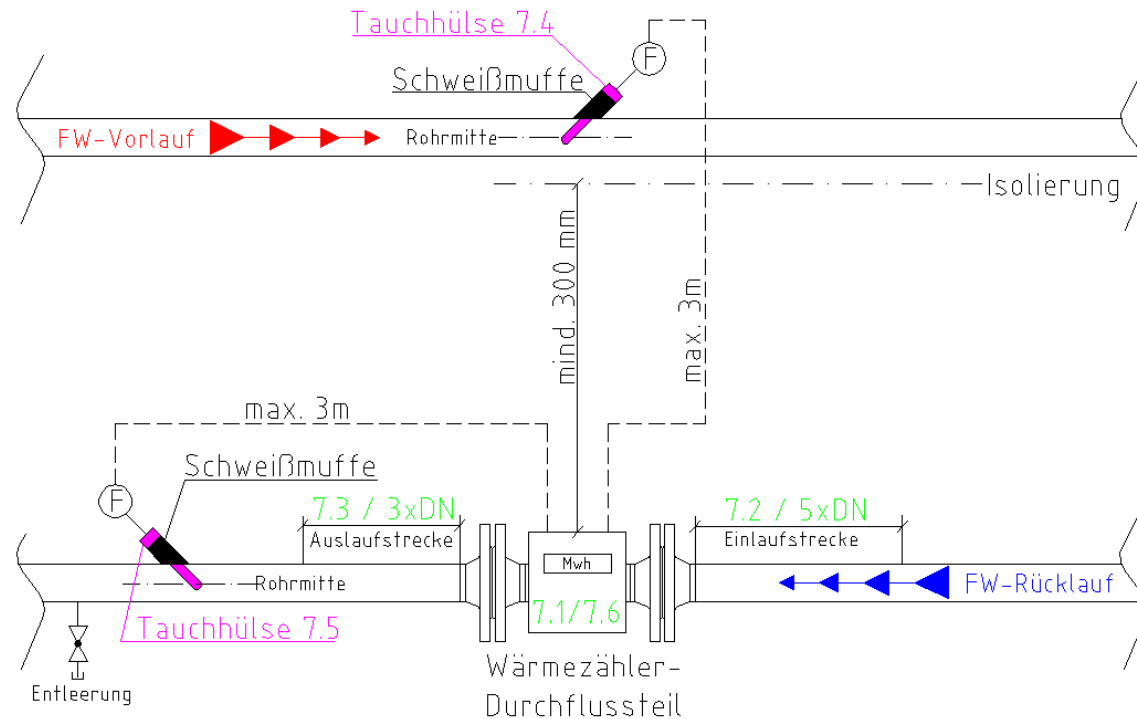 Tauchhülse 7.4
F
Schweißmuffe
FW-Vorlauf
Rohrmitte
Isolierung
mind. 300 mm
max. 3m
max. 3m
Schweißmuffe
F
7.3 / 3xDN
7.2 / 5xDN
Auslaufstrecke
Einlaufstrecke
Mwh
Rohrmitte
FW-Rücklauf
7.1/7.6
Tauchhülse 7.5
Entleerung
Wärmezähler-
Durchflussteil